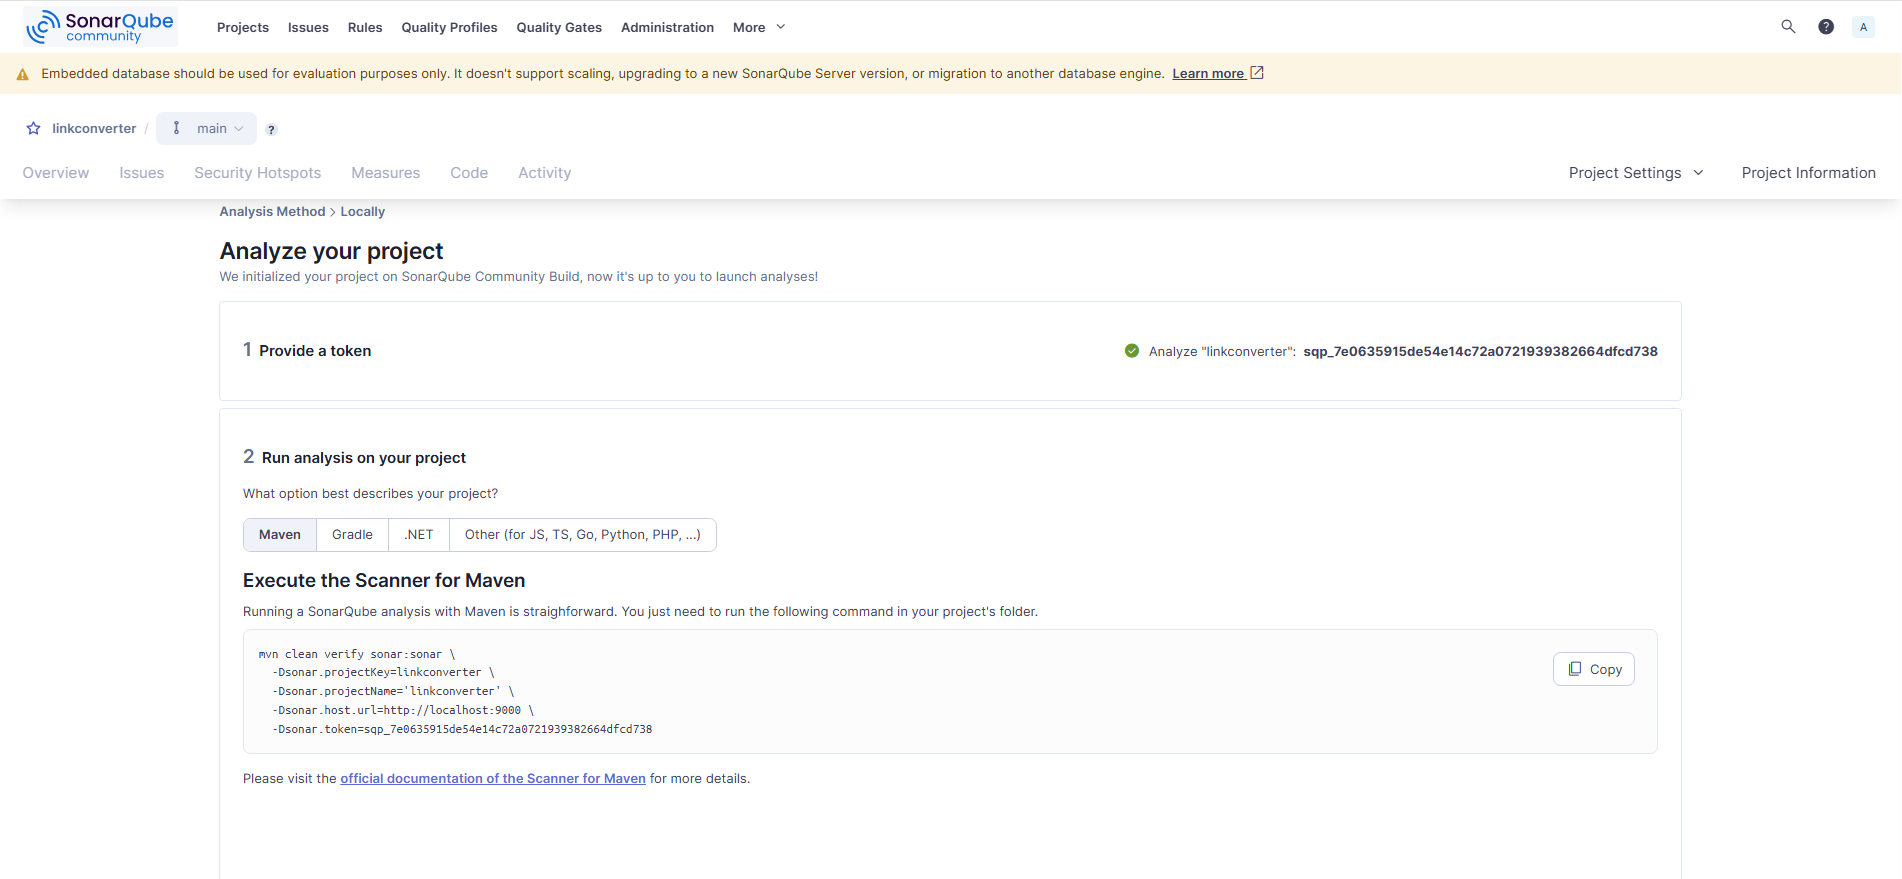 SonarQube
community
Projects Issues Rules Quality Profiles Quality Gates Administration More ? A
Embedded database should be used for evaluation purposes only. It doesn't support scaling, upgrading to a new SonarQube Server version, or migration to another database engine. Learn more
linkconverter / main ?
Overview Issues Security Hotspots Measures Code Activity Project Settings Project Information
Analysis Method > Locally
Analyze your project
We initialized your project on SonarQube Community Build, now it's up to you to launch analyses!
1 Provide a token Analyze "linkconverter": sqp_7e0635915de54e14c72a0721939382664dfcd738
2 Run analysis on your project
What option best describes your project?
Maven Gradle .NET Other (for JS, TS, Go, Python, PHP, ...)
Execute the Scanner for Maven
Running a SonarQube analysis with Maven is straighforward. You just need to run the following command in your project's folder.
mvn clean verify sonar:sonar \
-Dsonar.projectKey=linkconverter \
Copy
-Dsonar.projectName='linkconverter' \
-Dsonar.host.url=http://localhost:9000 \
-Dsonar.token=sqp_7e0635915de54e14c72a0721939382664dfcd738
Please visit the official documentation of the Scanner for Maven for more details.